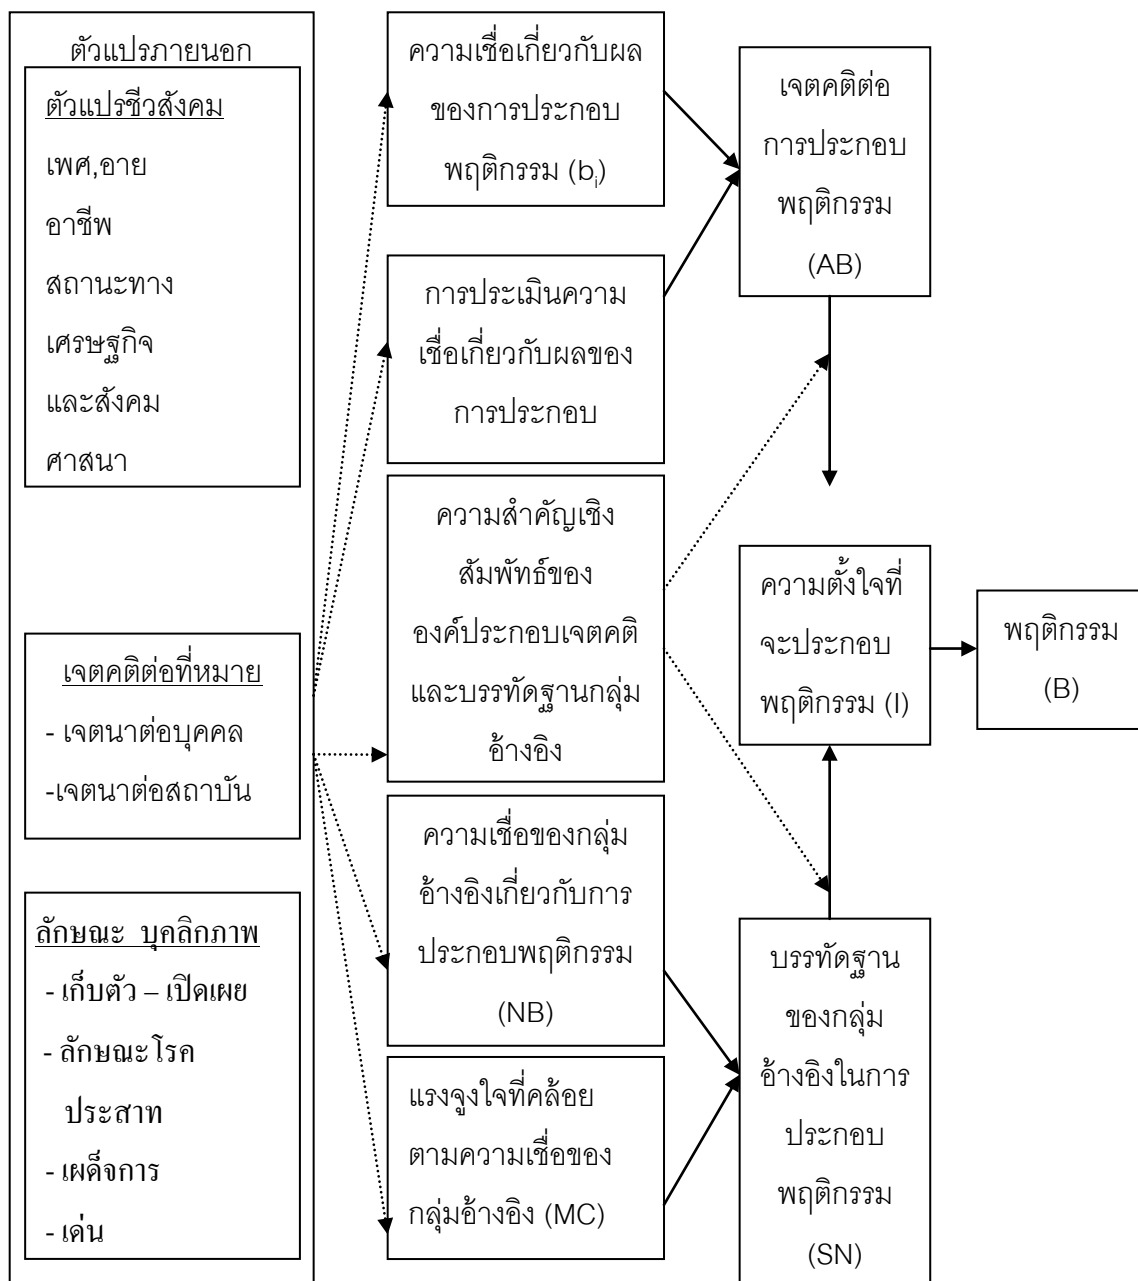 ตัวแปรภายนอก
ตัวแปรชีวสังคม
เพศ,อาย
อาชีพ
สถานะทาง
เศรษฐกิจ
และสังคม
ศาสนา
เจตคติต่อที่หมาย
- เจตนาต่อบุคคล
-เจตนาต่อสถาบัน
ลักษณะ บุคลิกภาพ
- เก็บตัว – เปิดเผย
- ลักษณะโรค
ประสาท
- เผด็จการ
- เด่น
ความเชื่อเกี่ยวกับผล
ของการประกอบ
พฤติกรรม (bi)
การประเมินความ
เชื่อเกี่ยวกับผลของ
การประกอบ
ความสำคัญเชิง
สัมพัทธ์ของ
องค์ประกอบเจตคติ
และบรรทัดฐานกลุ่ม
อ้างอิง
ความเชื่อของกลุ่ม
อ้างอิงเกี่ยวกับการ
ประกอบพฤติกรรม
(NB)
แรงจูงใจที่คล้อย
ตามความเชื่อของ
กลุ่มอ้างอิง (MC)
เจตคติต่อ
การประกอบ
พฤติกรรม
(AB)
ความตั้งใจที่
จะประกอบ
พฤติกรรม (I)
บรรทัดฐาน
ของกลุ่ม
อ้างอิงในการ
ประกอบ
พฤติกรรม
(SN)
พฤติกรรม
(B)